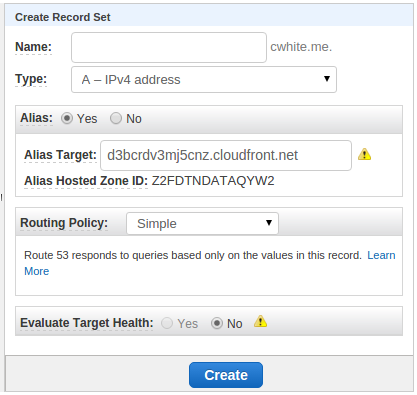 Create Record Set
Name: cwhite.me.
Type: A – IPv4 address
Alias: Yes No
Alias Target: d3bcrdv3mj5cnz.cloudfront.net
Alias Hosted Zone ID: Z2FDTNDATAQYW2
Routing Policy: Simple
Route 53 responds to queries based only on the values in this record. Learn
More
Evaluate Target Health: Yes No
Create